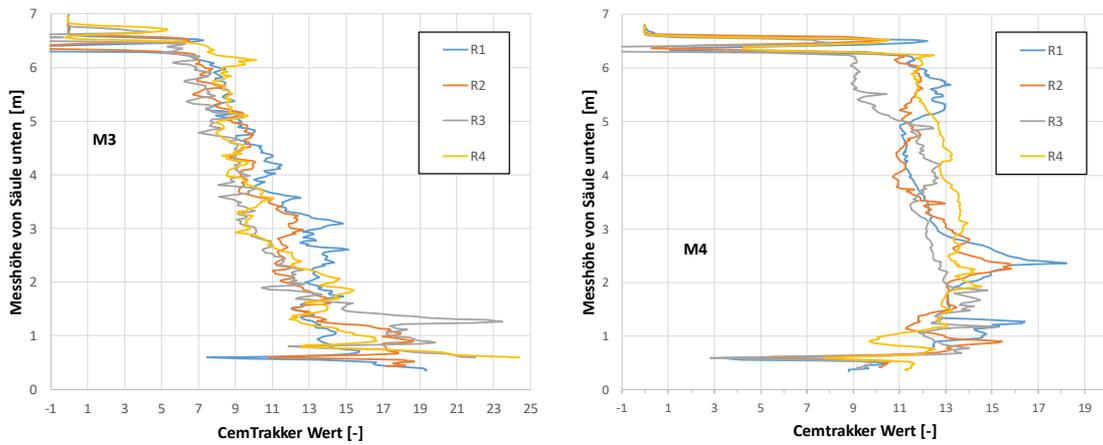 7
6
5
4
3
2
1
0
Messhöhe von Säule unten [m]
M3
R1
R2
R3
R4
-1 1 3 5 7 9 11 13 15 17 19 21 23 25
CemTrakker Wert [-]
7
6
5
4
3
2
1
0
Messhöhe von Säule unten [m]
M4
R1
R2
R3
R4
-1 1 3 5 7 9 11 13 15 17 19
Cemtrakker Wert [-]